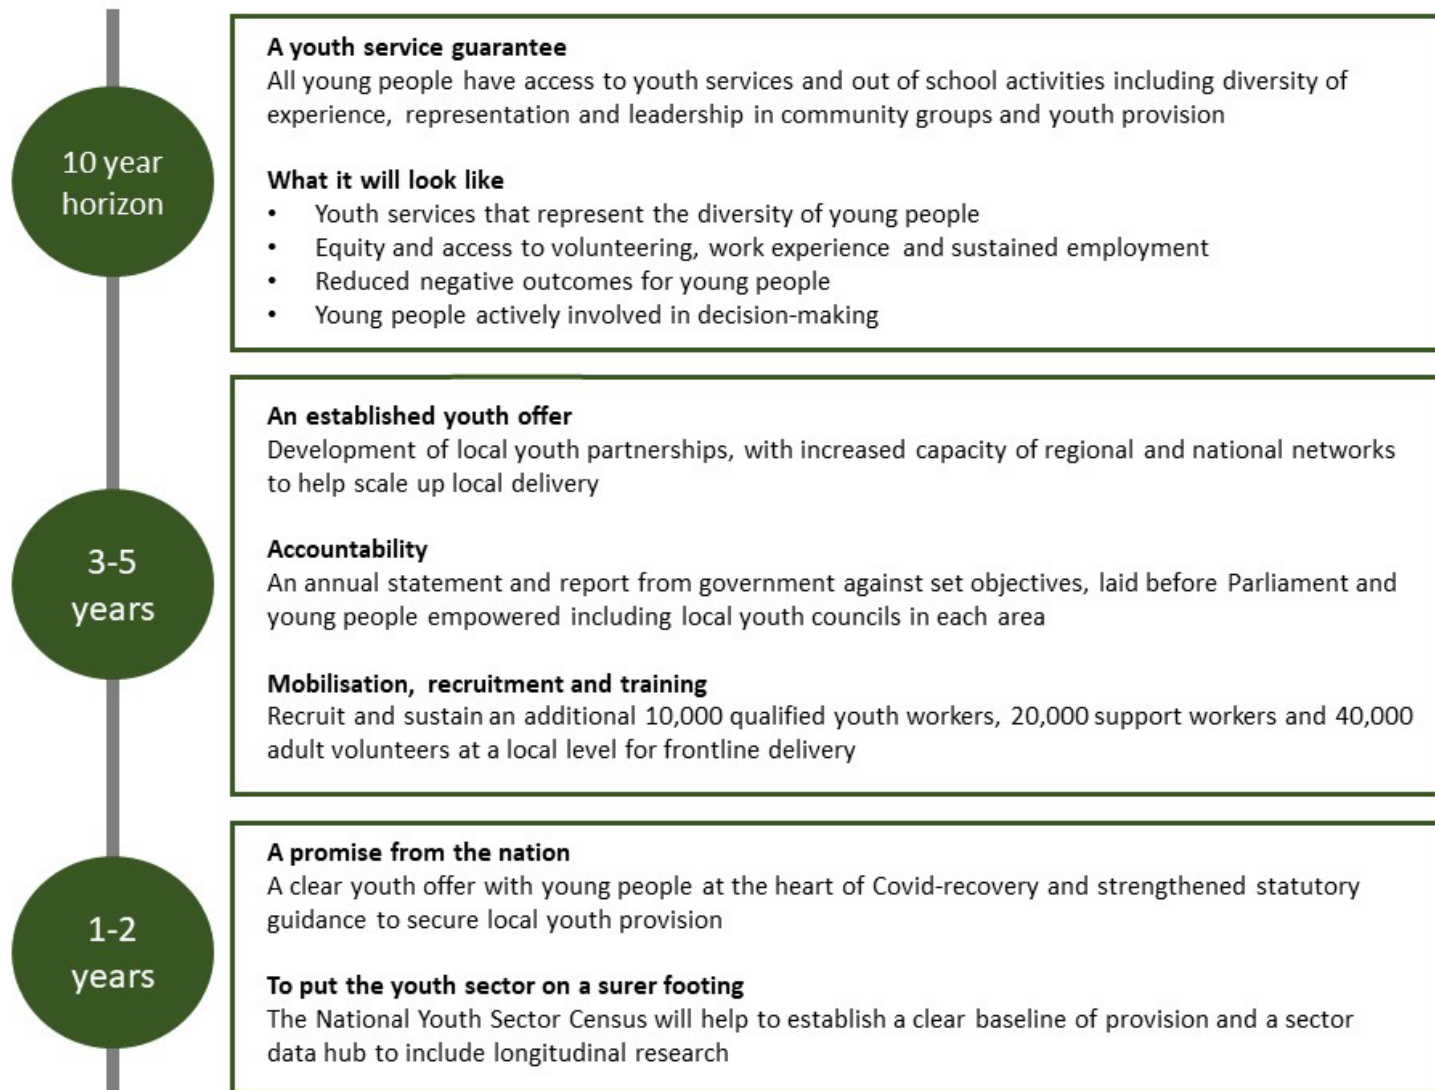 10 year
horizon
A youth service guarantee
All young people have access to youth services and out of school activities including diversity of
experience, representation and leadership in community groups and youth provision
What it will look like
• Youth services that represent the diversity of young people
• Equity and access to volunteering, work experience and sustained employment
• Reduced negative outcomes for young people
• Young people actively involved in decision-making
3-5
years
An established youth offer
Development of local youth partnerships, with increased capacity of regional and national networks
to help scale up local delivery
Accountability
An annual statement and report from government against set objectives, laid before Parliament and
young people empowered including local youth councils in each area
Mobilisation, recruitment and training
Recruit and sustain an additional 10,000 qualified youth workers, 20,000 support workers and 40,000
adult volunteers at a local level for frontline delivery
1-2
years
A promise from the nation
A clear youth offer with young people at the heart of Covid-recovery and strengthened statutory
guidance to secure local youth provision
To put the youth sector on a surer footing
The National Youth Sector Census will help to establish a clear baseline of provision and a sector
data hub to include longitudinal research